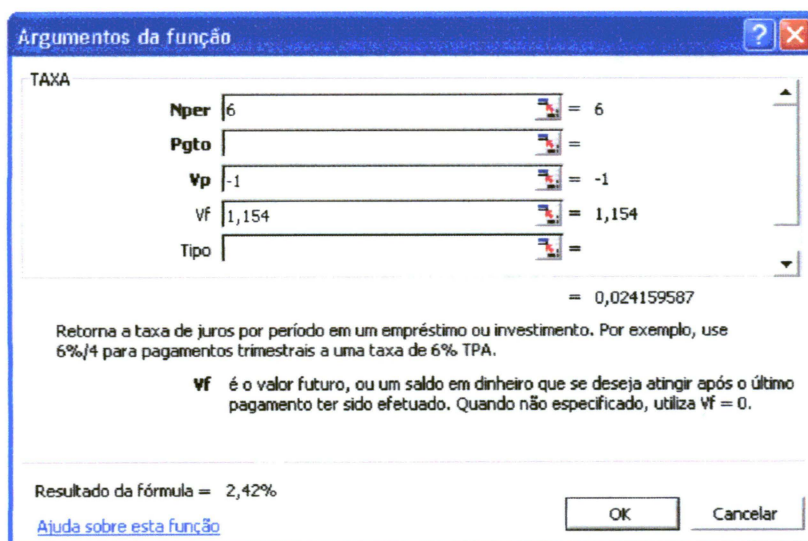 Argumentos da função
TAXA
Nper 6 = 6
Pgto =
Vp -1 = -1
Vf 1,154 = 1,154
Tipo =
= 0,024159587
Retorna a taxa de juros por período em um empréstimo ou investimento. Por exemplo, use
6%/4 para pagamentos trimestrais a uma taxa de 6% TPA.
Vf é o valor futuro, ou um saldo em dinheiro que se deseja atingir após o último
pagamento ter sido efetuado. Quando não especificado, utiliza Vf = 0.
Resultado da fórmula = 2,42%
Ajuda sobre esta função
OK Cancelar